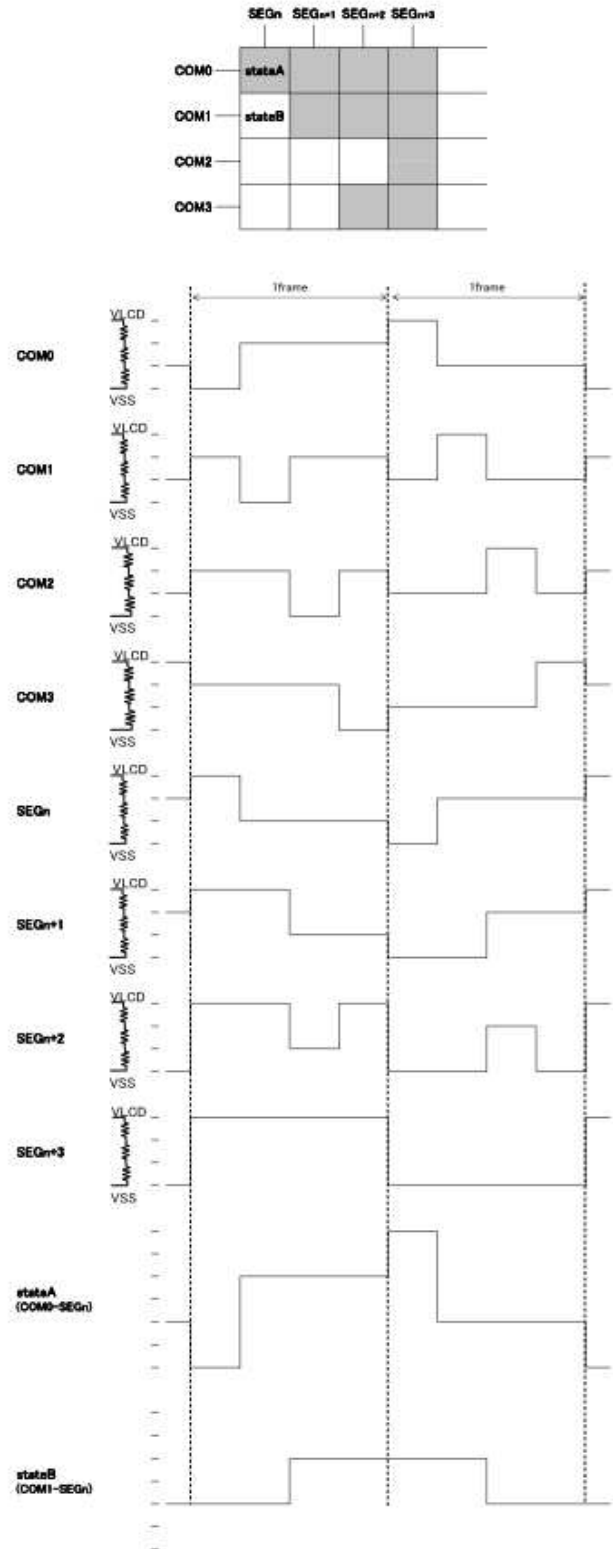 SEGn SEGn+1 SEGn+2 SEGn+3
COM0 stateA
COM1 stateB
COM2
COM3
1frame 1frame
VLCD
COM0
VSS
VLCD
COM1
VSS
VLCD
COM2
VSS
VLCD
COM3
VSS
VLCD
SEGn
VSS
VLCD
SEGn+1
VSS
VLCD
SEGn+2
VSS
VLCD
SEGn+3
VSS
stateA
(COM0-SEGn)
stateB
(COM1-SEGn)